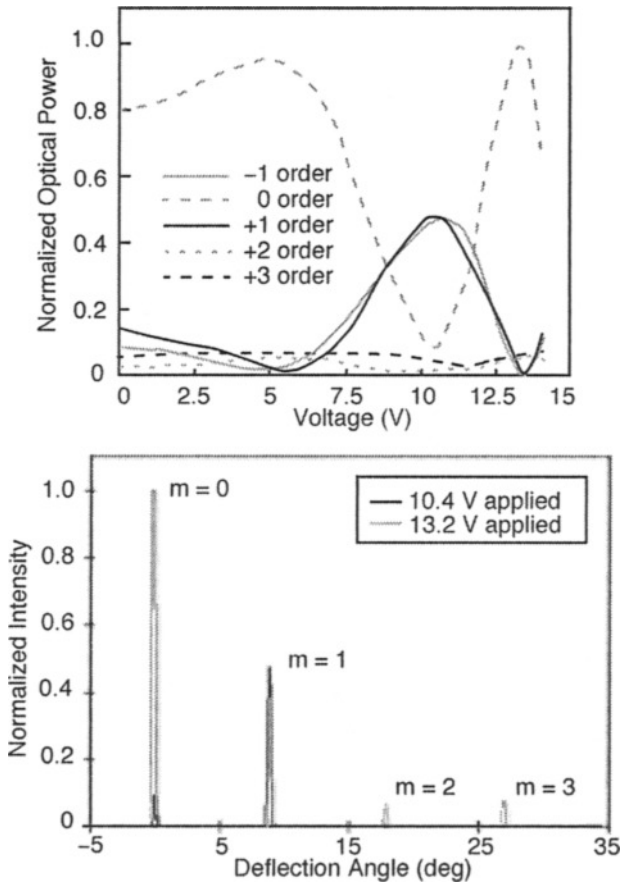 Normalized Optical Power
1.0
0.8
0.6
0.4
0.2
0
−1 order
0 order
+1 order
+2 order
+3 order
0
2.5
5
7.5
10
12.5
15
Voltage (V)
Normalized Intensity
1.0
0.8
0.6
0.4
0.2
0
m = 0
m = 1
m = 2
m = 3
10.4 V applied
13.2 V applied
−5
5
15
25
35
Deflection Angle (deg)